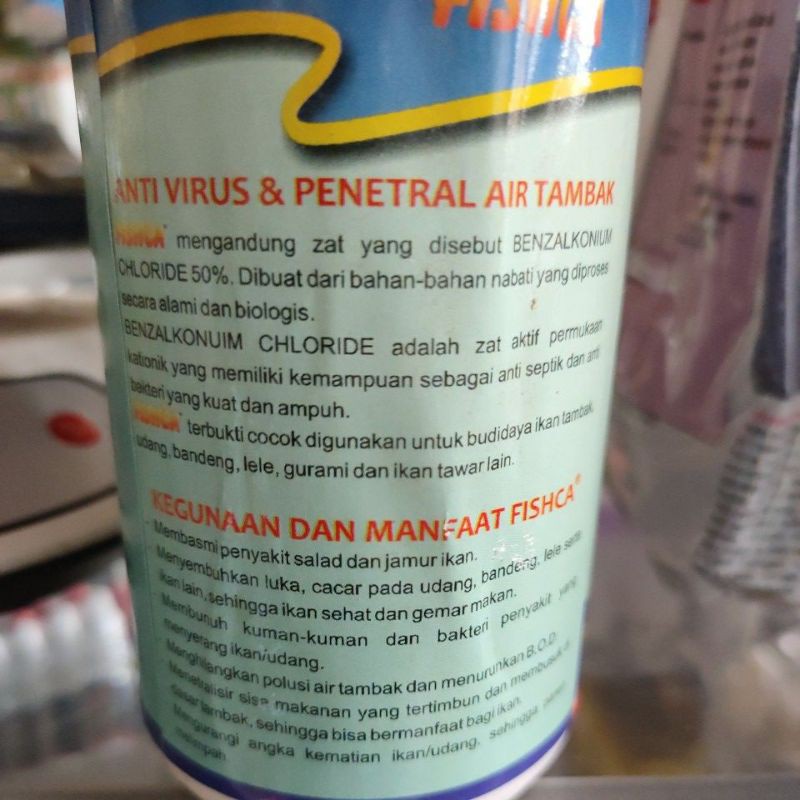 FISHCA
ANTI VIRUS & PENETRAL AIR TAMBAK
FISHCA® mengandung zat yang disebut BENZALKONIUM
CHLORIDE 50%. Dibuat dari bahan-bahan nabati yang diproses
secara alami dan biologis.
BENZALKONUIM CHLORIDE adalah zat aktif permukaan
kationik yang memiliki kemampuan sebagai anti septik dan anti
bakteri yang kuat dan ampuh.
FISHCA® terbukti cocok digunakan untuk budidaya ikan tambak,
udang, bandeng, lele, gurami dan ikan tawar lain.
KEGUNAAN DAN MANFAAT FISHCA®
- Membasmi penyakit salad dan jamur ikan.
- Menyembuhkan luka, cacar pada udang, bandeng, lele serta
ikan lain, sehingga ikan sehat dan gemar makan.
- Membunuh kuman-kuman dan bakteri penyakit yang
menyerang ikan/udang.
- Menghilangkan polusi air tambak dan menurunkan B.O.D.
- Menetralisir sisa makanan yang tertimbun dan membusuk di
dasar tambak, sehingga bisa bermanfaat bagi ikan.
- Mengurangi angka kematian ikan/udang, sehingga panen
melimpah.